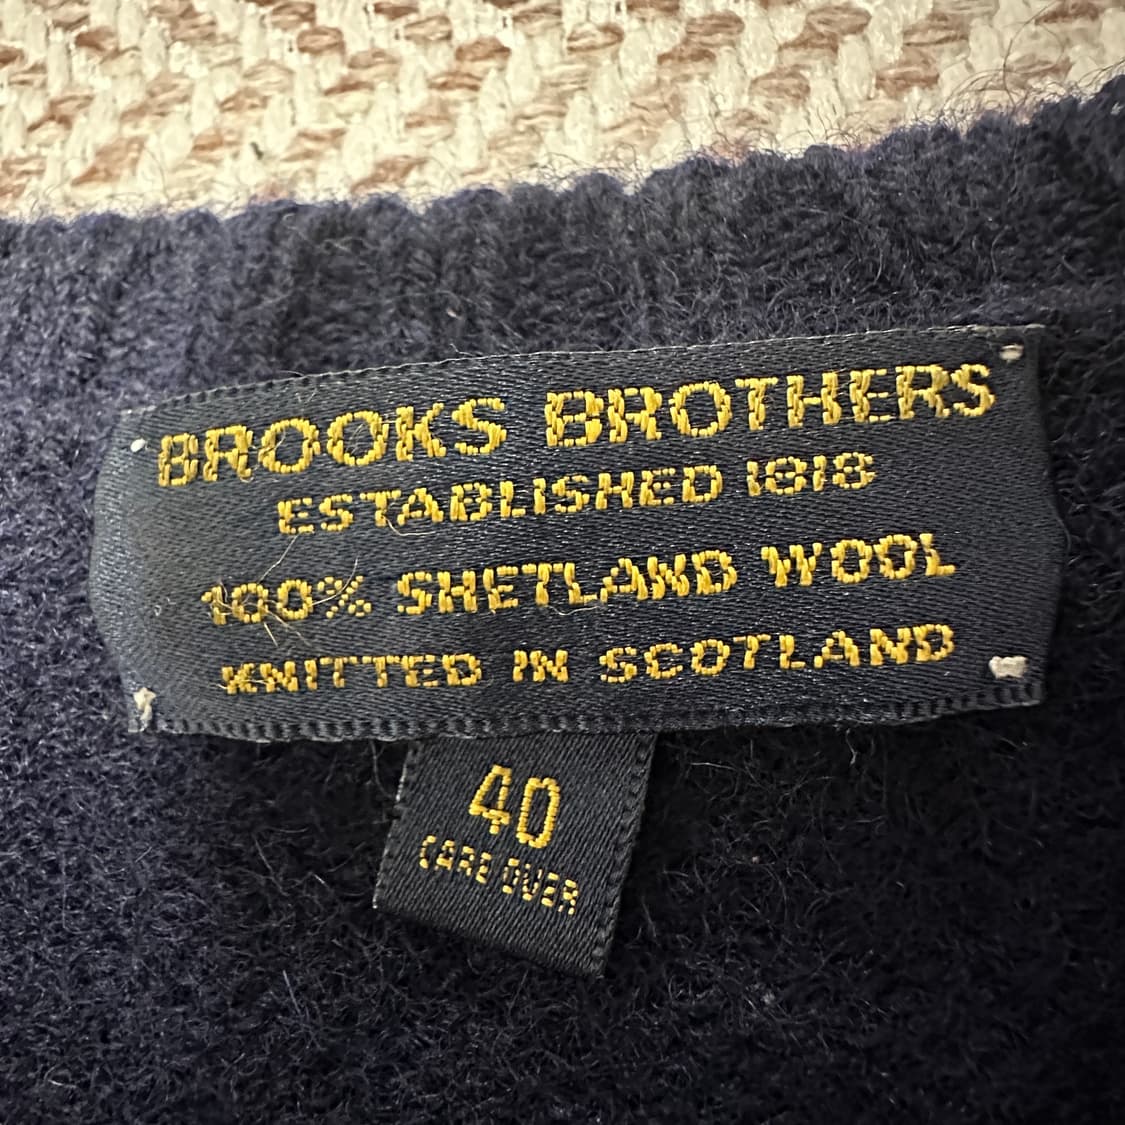 BROOKS BROTHERS
ESTABLISHED 1818
100% SHETLAND WOOL
KNITTED IN SCOTLAND
40
CARE OVER